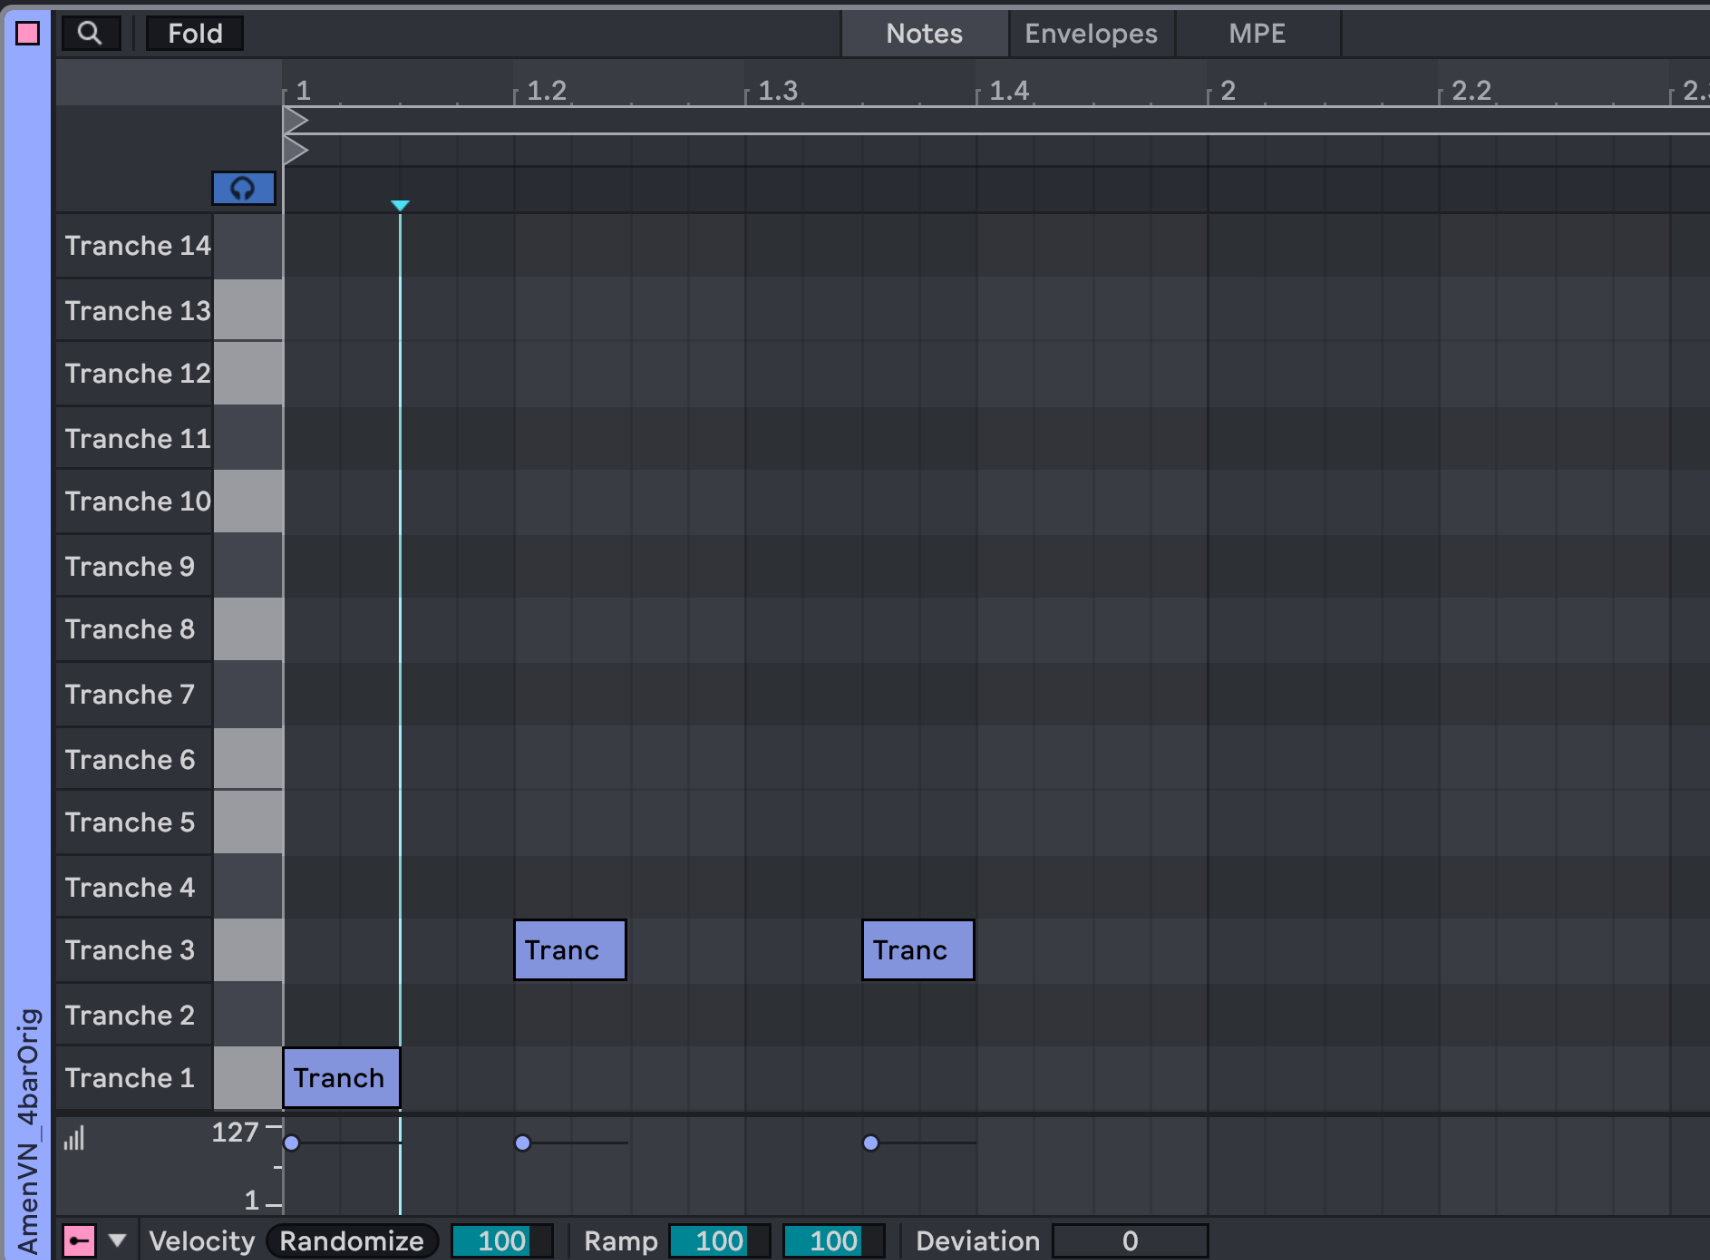 Fold
Notes
Envelopes
MPE
1
1.2
1.3
1.4
2
2.2
Tranche 14
Tranche 13
Tranche 12
Tranche 11
Tranche 10
Tranche 9
Tranche 8
Tranche 7
Tranche 6
Tranche 5
Tranche 4
Tranche 3
Tranc
Tranc
Tranche 2
Tranche 1
Tranch
127
1
Velocity
Randomize
100
Ramp
100
100
Deviation
0
AmenVN_4barOrig